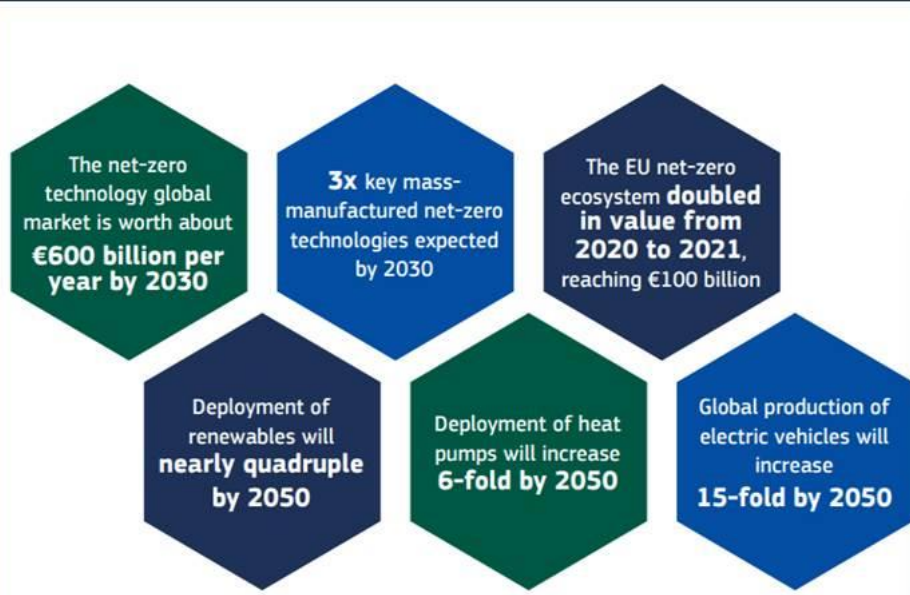 The net-zero
technology global
market is worth about
€600 billion per
year by 2030
3x key mass-
manufactured net-zero
technologies expected
by 2030
The EU net-zero
ecosystem doubled
in value from
2020 to 2021,
reaching €100 billion
Deployment of
renewables will
nearly quadruple
by 2050
Deployment of heat
pumps will increase
6-fold by 2050
Global production of
electric vehicles will
increase
15-fold by 2050